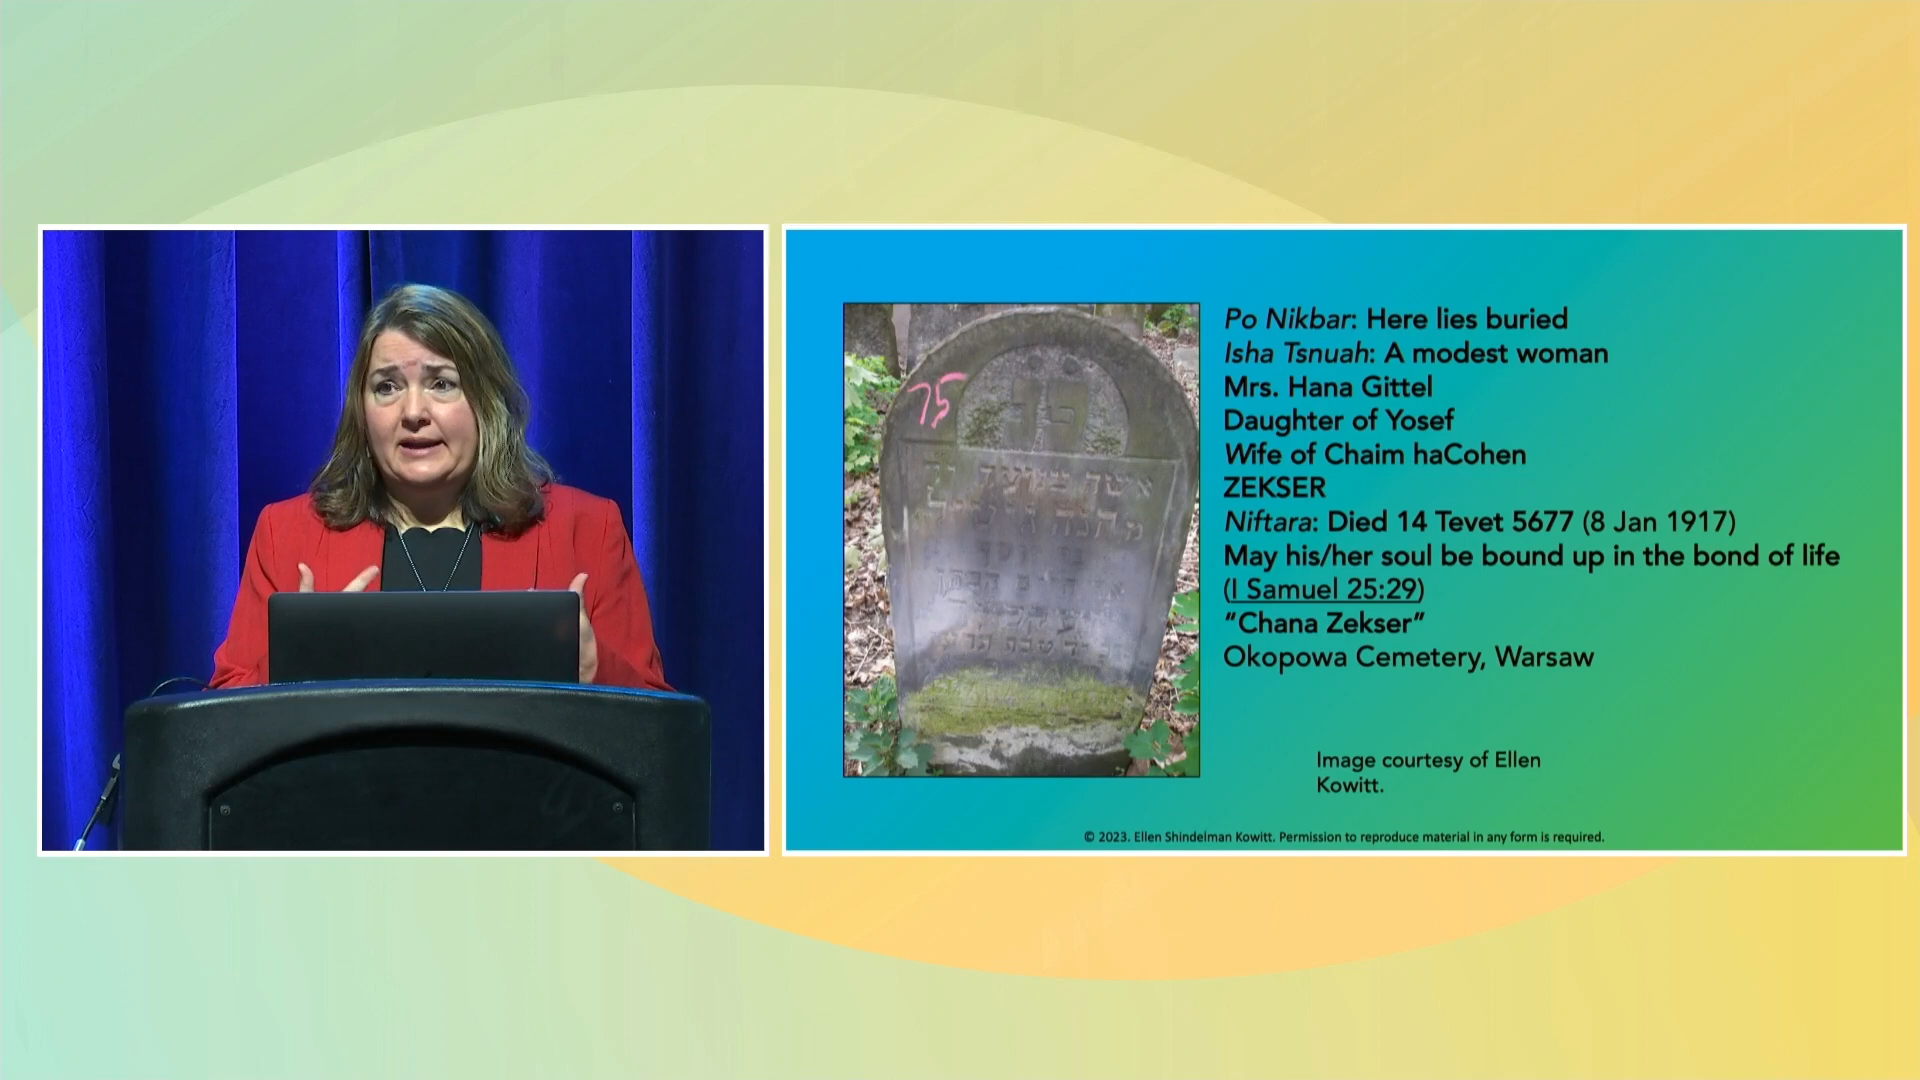 75
פנ
אשה צנועה
Po Nikbar: Here lies buried
Isha Tsnuah: A modest woman
Mrs. Hana Gittel
Daughter of Yosef
Wife of Chaim haCohen
ZEKSER
Niftara: Died 14 Tevet 5677 (8 Jan 1917)
May his/her soul be bound up in the bond of life
(I Samuel 25:29)
“Chana Zekser”
Okopowa Cemetery, Warsaw
Image courtesy of Ellen
Kowitt.
© 2023. Ellen Shindelman Kowitt. Permission to reproduce material in any form is required.